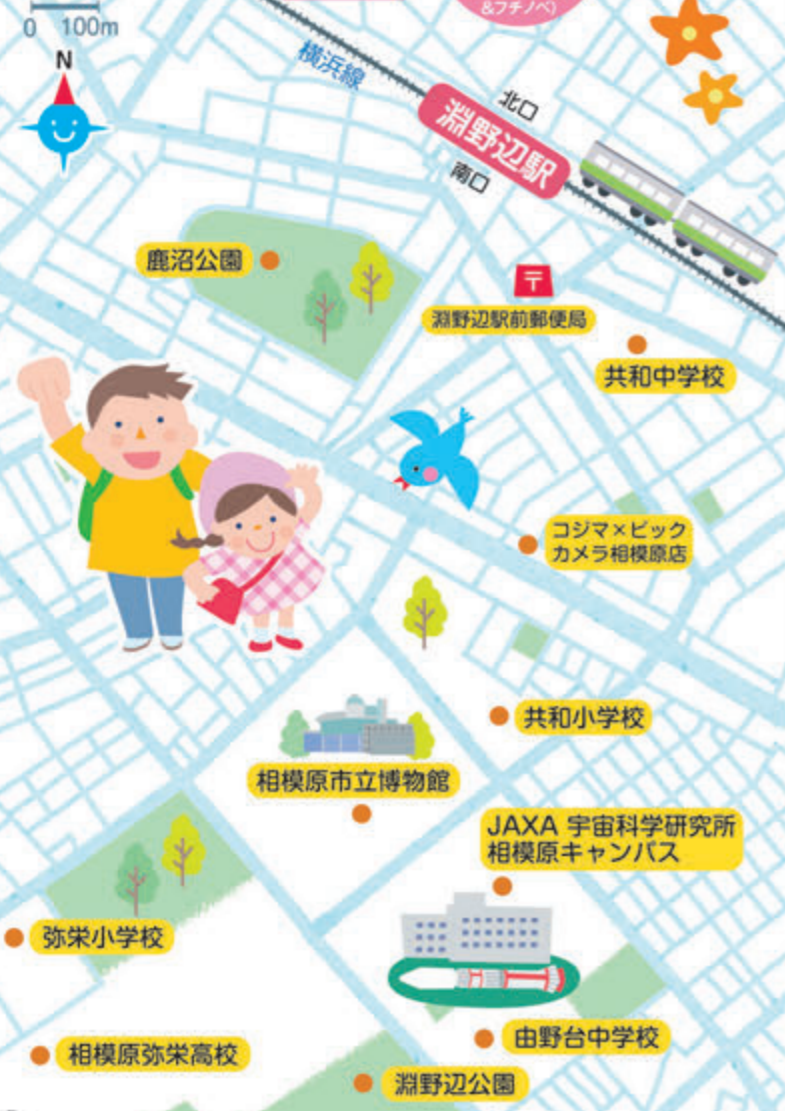 &フチノベ)
0 100m
N
横浜線
北口
淵野辺駅
南口
鹿沼公園
〒
淵野辺駅前郵便局
共和中学校
コジマ×ビック
カメラ相模原店
共和小学校
相模原市立博物館
JAXA 宇宙科学研究所
相模原キャンパス
弥栄小学校
由野台中学校
相模原弥栄高校
淵野辺公園